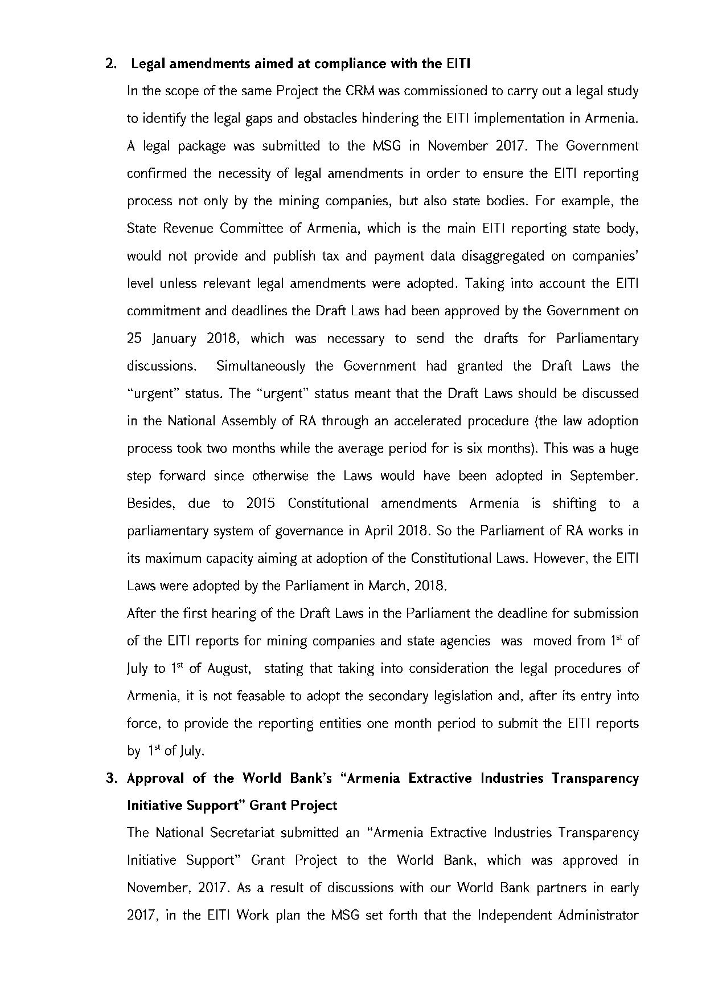 2. Legal amendments aimed at compliance with the EITI
In the scope of the same Project the CRM was commissioned to carry out a legal study
to identify the legal gaps and obstacles hindering the EITI implementation in Armenia.
A legal package was submitted to the MSG in November 2017. The Government
confirmed the necessity of legal amendments in order to ensure the EITI reporting
process not only by the mining companies, but also state bodies. For example, the
State Revenue Committee of Armenia, which is the main EITI reporting state body,
would not provide and publish tax and payment data disaggregated on companies’
level unless relevant legal amendments were adopted. Taking into account the EITI
commitment and deadlines the Draft Laws had been approved by the Government on
25 January 2018, which was necessary to send the drafts for Parliamentary
discussions. Simultaneously the Government had granted the Draft Laws the
“urgent” status. The “urgent” status meant that the Draft Laws should be discussed
in the National Assembly of RA through an accelerated procedure (the law adoption
process took two months while the average period for is six months). This was a huge
step forward since otherwise the Laws would have been adopted in September.
Besides, due to 2015 Constitutional amendments Armenia is shifting to a
parliamentary system of governance in April 2018. So the Parliament of RA works in
its maximum capacity aiming at adoption of the Constitutional Laws. However, the EITI
Laws were adopted by the Parliament in March, 2018.
After the first hearing of the Draft Laws in the Parliament the deadline for submission
of the EITI reports for mining companies and state agencies was moved from 1st of
July to 1st of August, stating that taking into consideration the legal procedures of
Armenia, it is not feasable to adopt the secondary legislation and, after its entry into
force, to provide the reporting entities one month period to submit the EITI reports
by 1st of July.
3. Approval of the World Bank’s “Armenia Extractive Industries Transparency
Initiative Support” Grant Project
The National Secretariat submitted an “Armenia Extractive Industries Transparency
Initiative Support” Grant Project to the World Bank, which was approved in
November, 2017. As a result of discussions with our World Bank partners in early
2017, in the EITI Work plan the MSG set forth that the Independent Administrator